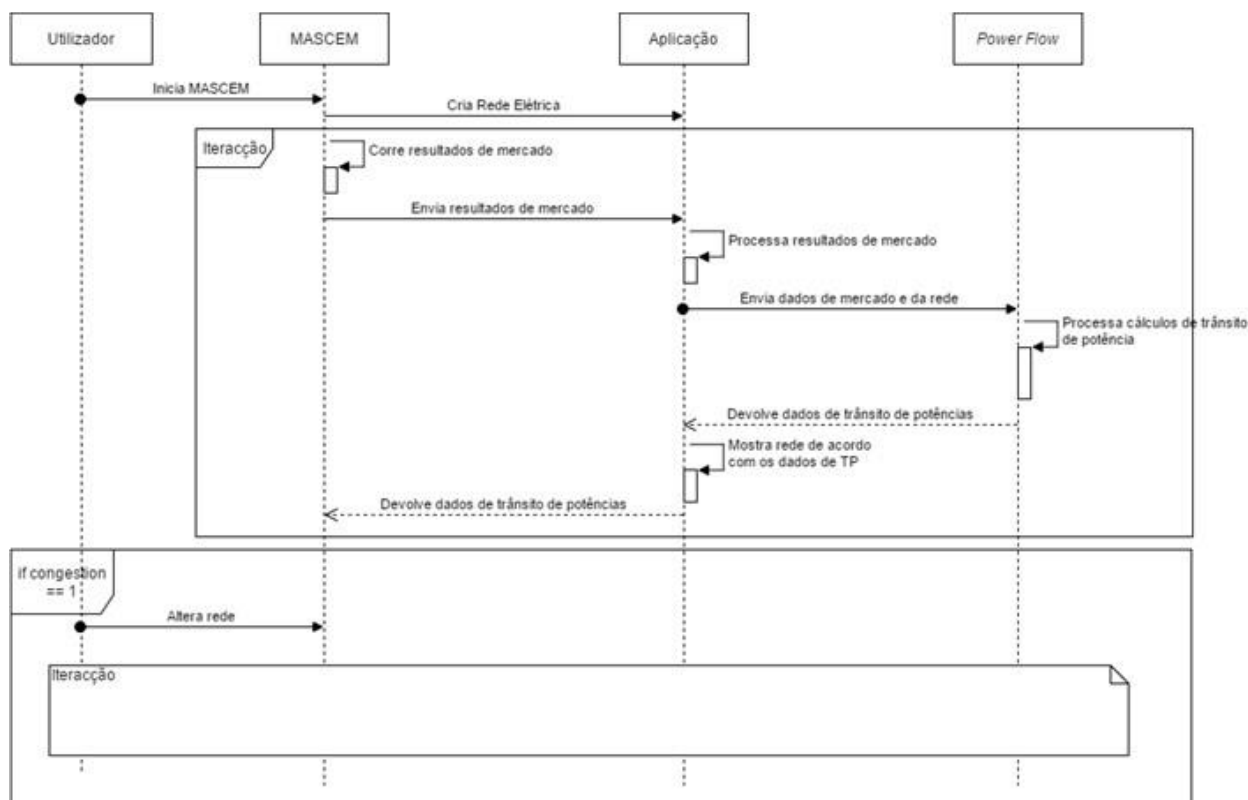 Utilizador
MASCEM
Aplicação
Power Flow
Inicia MASCEM
Cria Rede Elétrica
Iteracção
Corre resultados de mercado
Envia resultados de mercado
Processa resultados de mercado
Envia dados de mercado e da rede
Processa cálculos de trânsito
de potência
Devolve dados de trânsito de potências
Mostra rede de acordo
com os dados de TP
Devolve dados de trânsito de potências
if congestion
== 1
Altera rede
Iteracção